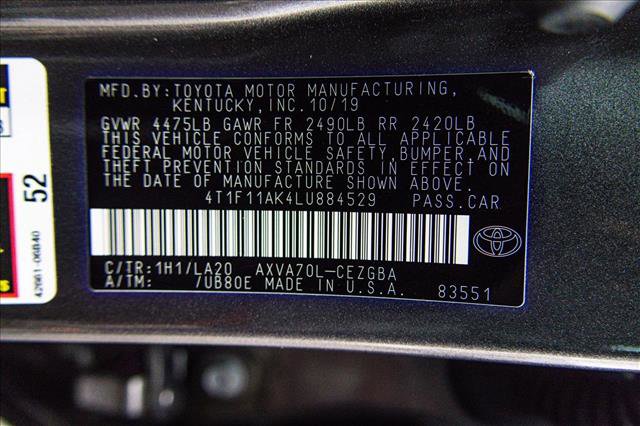 MFD.BY:TOYOTA MOTOR MANUFACTURING,
KENTUCKY,INC.10/19
GVWR 4475LB GAWR FR 2490LB RR 2420LB
THIS VEHICLE CONFORMS TO ALL APPLICABLE
FEDERAL MOTOR VEHICLE SAFETY,BUMPER,AND
THEFT PREVENTION STANDARDS IN EFFECT ON
THE DATE OF MANUFACTURE SHOWN ABOVE.
4T1F11AK4LU884529 PASS.CAR
C/TR:1H1/LA20 AXVA70L-CEZGBA
A/TM: 7UB80E MADE IN U.S.A. 83551
52
42661-06B40